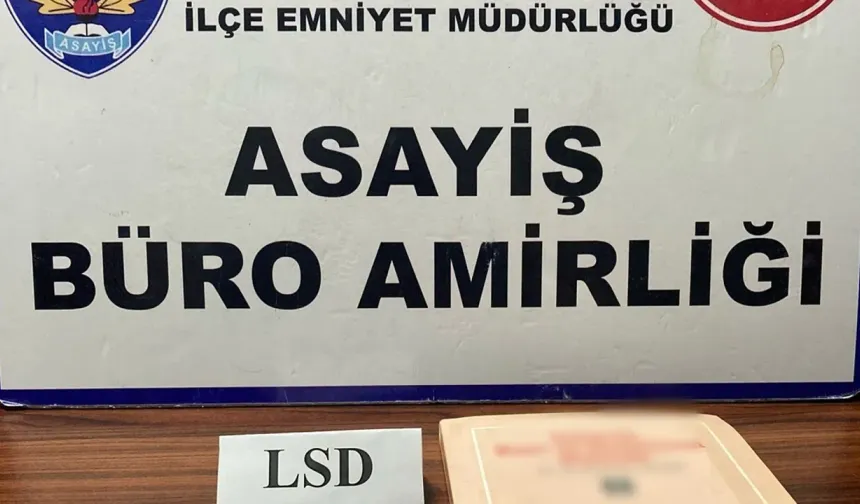 İLÇE EMNİYET MÜDÜRLÜĞÜ
ASAYİŞ
ASAYİŞ
BÜRO AMİRLİĞİ
LSD